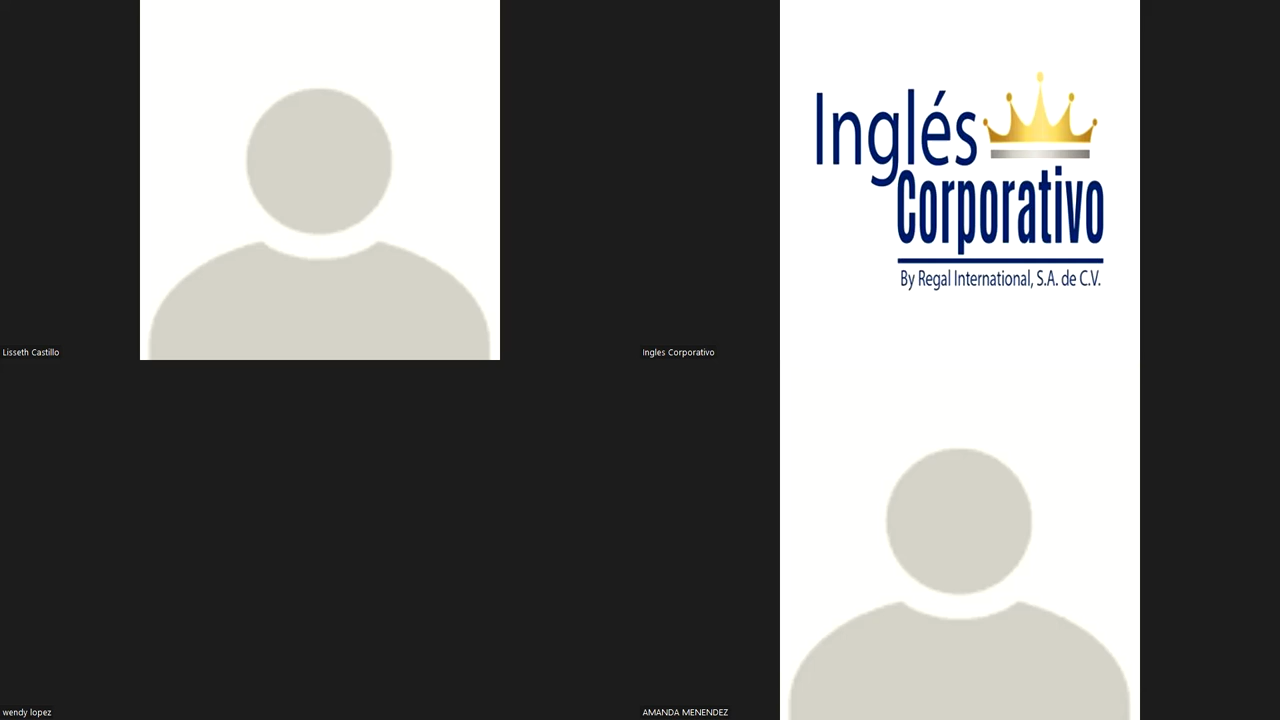 Inglés
Corporativo
By Regal International, S.A. de C.V.
Lisseth Castillo
Ingles Corporativo
wendy lopez
AMANDA MENENDEZ